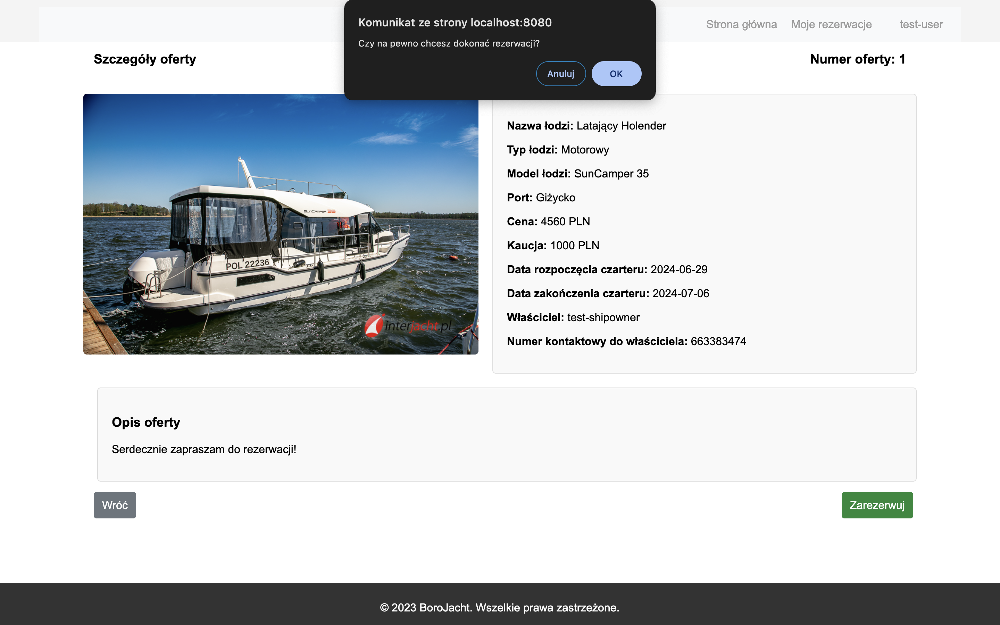 Komunikat ze strony localhost:8080
Czy na pewno chcesz dokonać rezerwacji?
Anuluj OK
Strona główna Moje rezerwacje test-user
Szczegóły oferty
Numer oferty: 1
SUNCAMPER 35
POL 22236
interjacht.pl
Nazwa łodzi: Latający Holender
Typ łodzi: Motorowy
Model łodzi: SunCamper 35
Port: Giżycko
Cena: 4560 PLN
Kaucja: 1000 PLN
Data rozpoczęcia czarteru: 2024-06-29
Data zakończenia czarteru: 2024-07-06
Właściciel: test-shipowner
Numer kontaktowy do właściciela: 663383474
Opis oferty
Serdecznie zapraszam do rezerwacji!
Wróć
Zarezerwuj
© 2023 BoroJacht. Wszelkie prawa zastrzeżone.